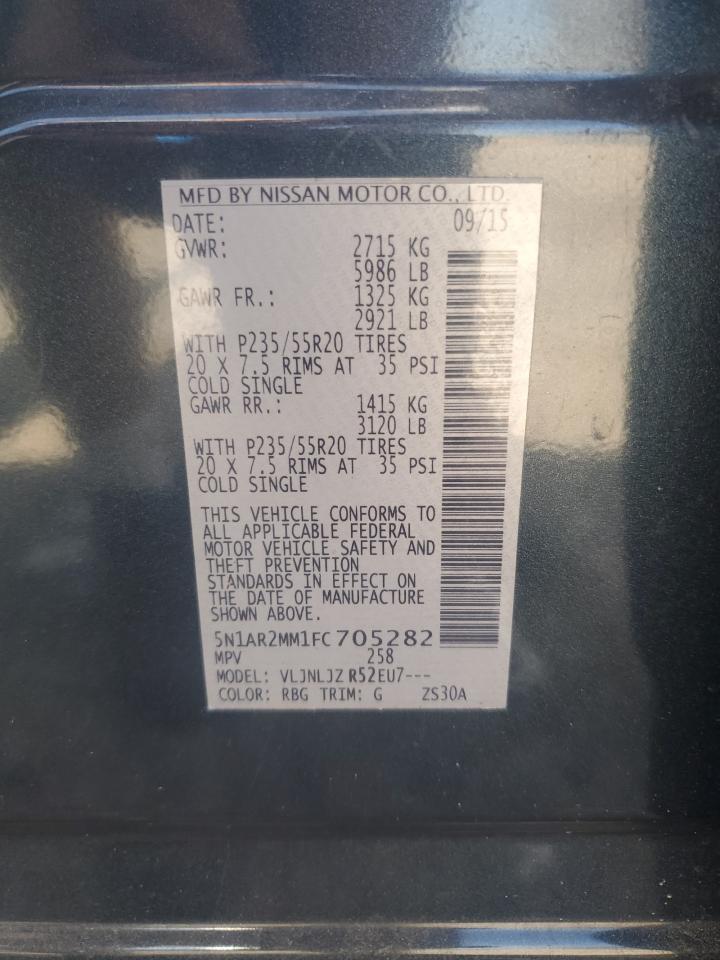 MFD BY NISSAN MOTOR CO., LTD.
DATE: 09/15
GVWR: 2715 KG
5986 LB
GAWR FR.: 1325 KG
2921 LB
WITH P235/55R20 TIRES
20 X 7.5 RIMS AT 35 PSI
COLD SINGLE
GAWR RR.: 1415 KG
3120 LB
WITH P235/55R20 TIRES
20 X 7.5 RIMS AT 35 PSI
COLD SINGLE
THIS VEHICLE CONFORMS TO
ALL APPLICABLE FEDERAL
MOTOR VEHICLE SAFETY AND
THEFT PREVENTION
STANDARDS IN EFFECT ON
THE DATE OF MANUFACTURE
SHOWN ABOVE.
5N1AR2MM1FC705282
MPV 258
MODEL: VLJNLJZ R52EU7---
COLOR: RBG TRIM: G ZS30A